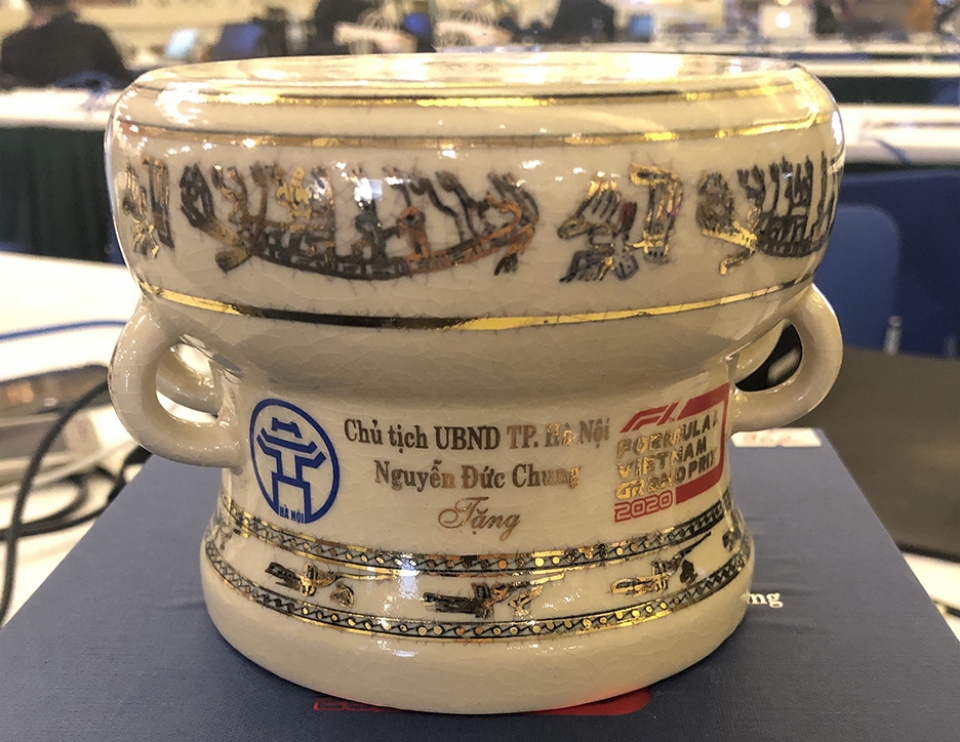 HÀ NỘI
Chủ tịch UBND TP. Hà Nội
Nguyễn Đức Chung
Tặng
F1
FORMULA 1
VIETNAM
GRAND PRIX
2020